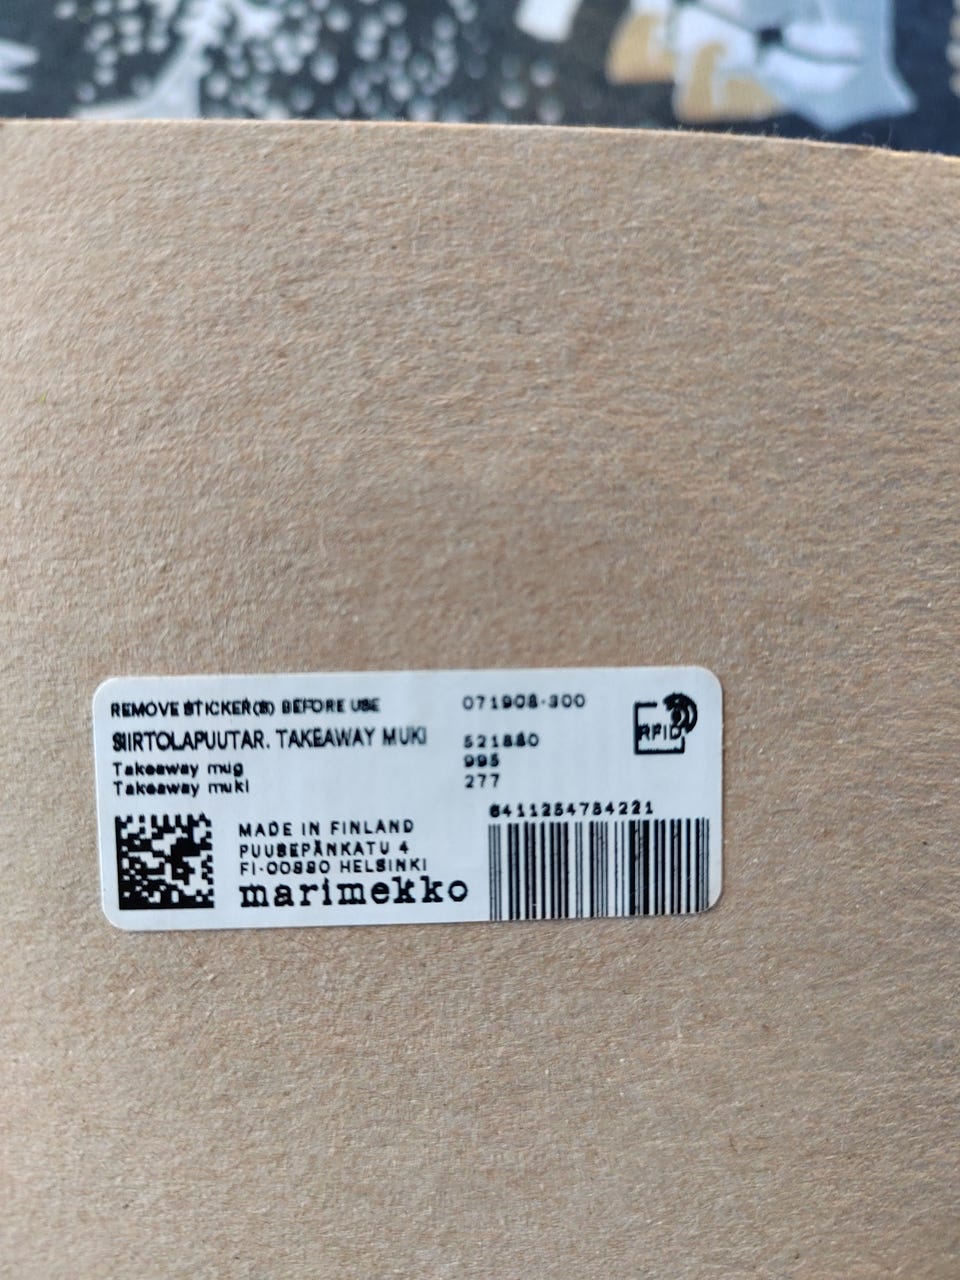 REMOVE STICKER(S) BEFORE USE
SIIRTOLAPUUTAR. TAKEAWAY MUKI
Takeaway mug
Takeaway muki
071908-300
521880
995
277
RFID
6411254754221
MADE IN FINLAND
PUUSEPÄNKATU 4
FI-00880 HELSINKI
marimekko